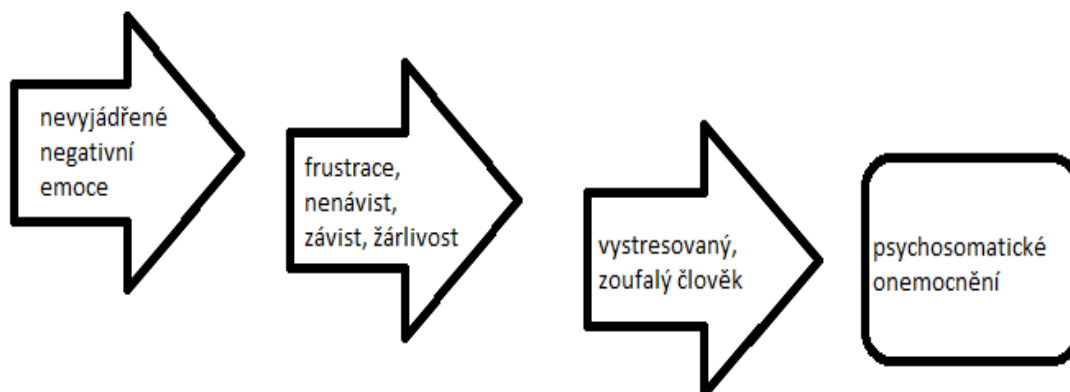 nevyjádřené
negativní
emoce
frustrace,
nenávist,
závist, žárlivost
vystresovaný,
zoufalý člověk
psychosomatické
onemocnění